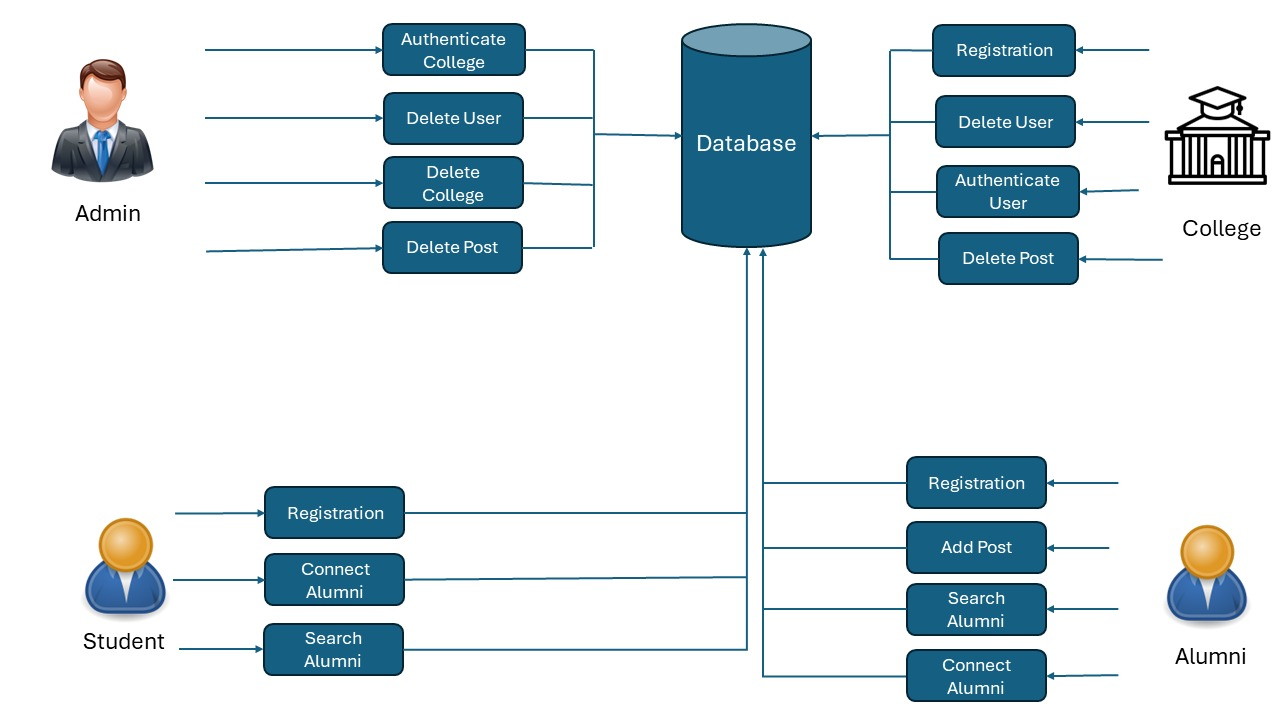 Authenticate
College
Delete User
Delete
College
Delete Post
Admin
Database
Registration
Delete User
Authenticate
User
Delete Post
College
Registration
Connect
Alumni
Search
Alumni
Student
Registration
Add Post
Search
Alumni
Connect
Alumni
Alumni